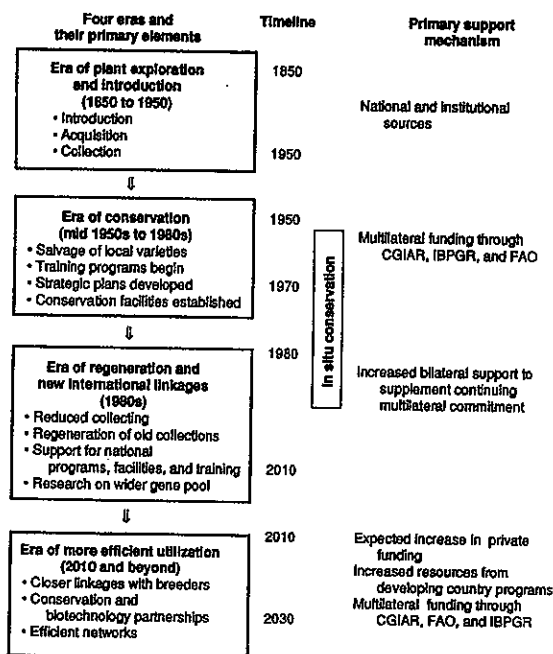 Four eras and
their primary elements
Timeline
Primary support
mechanism
Era of plant exploration
and introduction
(1850 to 1950)
• Introduction
• Acquisition
• Collection
1850
1950
National and institutional
sources
⇓
Era of conservation
(mid 1950s to 1980s)
• Salvage of local varieties
• Training programs begin
• Strategic plans developed
• Conservation facilities established
1950
1970
In situ conservation
Multilateral funding through
CGIAR, IBPGR, and FAO
⇓
Era of regeneration and
new international linkages
(1980s)
• Reduced collecting
• Regeneration of old collections
• Support for national
programs, facilities, and training
• Research on wider gene pool
1980
2010
Increased bilateral support to
supplement continuing
multilateral commitment
⇓
Era of more efficient utilization
(2010 and beyond)
• Closer linkages with breeders
• Conservation and
biotechnology partnerships
• Efficient networks
2010
2030
Expected increase in private
funding
Increased resources from
developing country programs
Multilateral funding through
CGIAR, FAO, and IBPGR